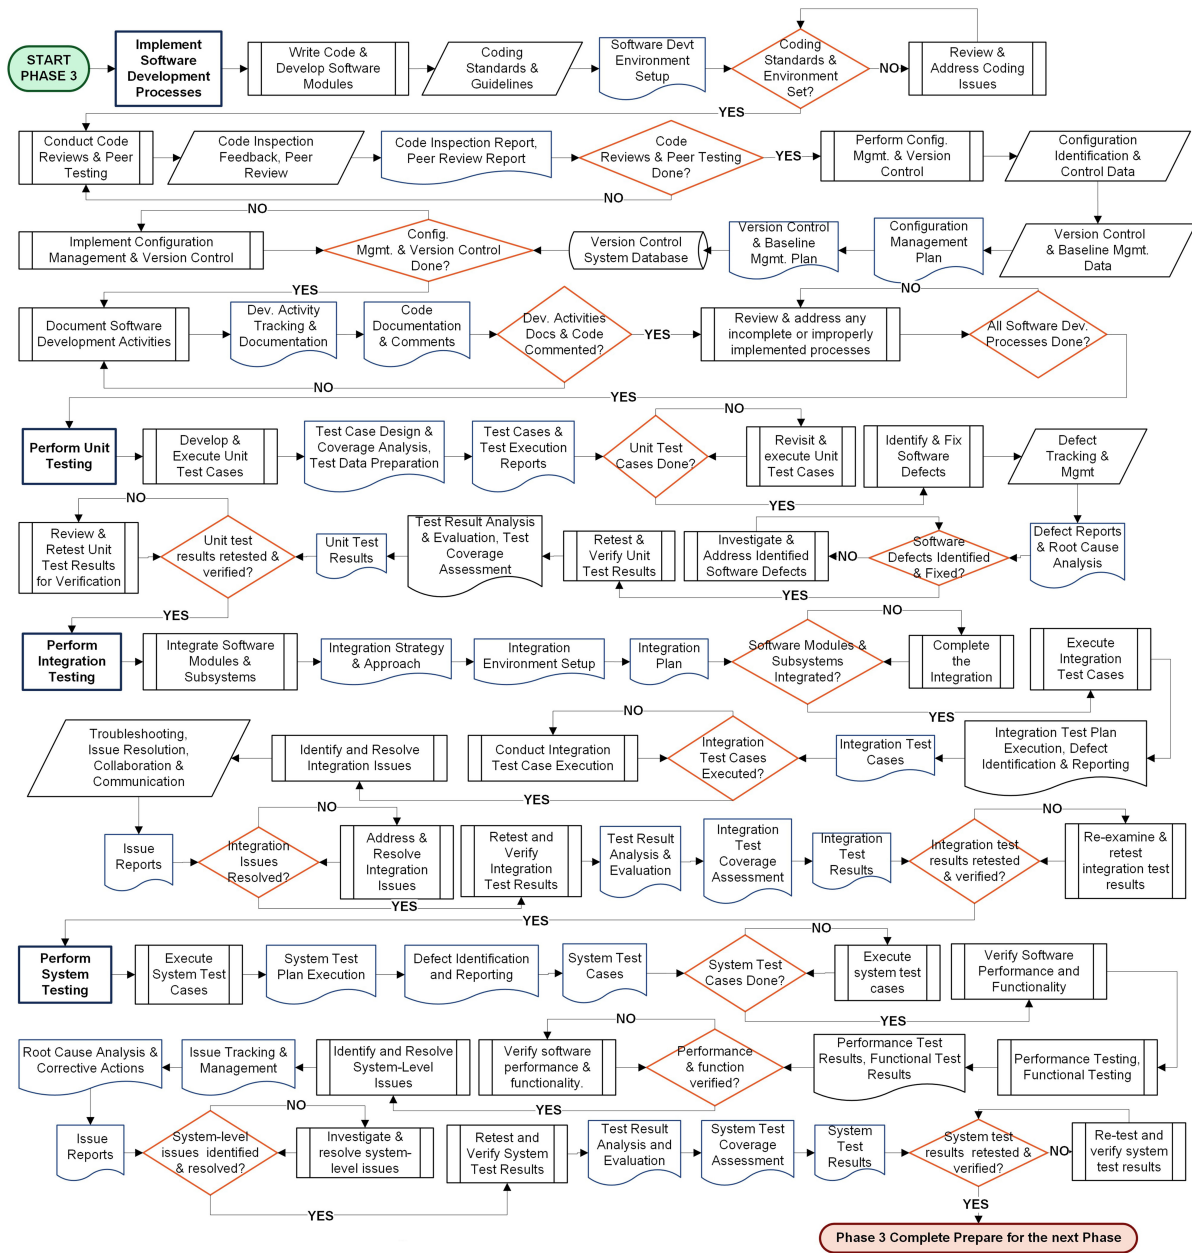 START
PHASE 3
Implement
Software
Development
Processes
Write Code &
Develop Software
Modules
Coding
Standards &
Guidelines
Software Devt
Environment
Setup
Coding
Standards &
Environment
Set?
NO
Review &
Address Coding
Issues
YES
Conduct Code
Reviews & Peer
Testing
Code Inspection
Feedback, Peer
Review
Code Inspection Report,
Peer Review Report
Code
Reviews & Peer Testing
Done?
YES
NO
Perform Config.
Mgmt. & Version
Control
Configuration
Identification &
Control Data
Version Control
& Baseline Mgmt.
Data
Configuration
Management
Plan
Version Control
& Baseline
Mgmt. Plan
Version Control
System Database
Config.
Mgmt. & Version Control
Done?
NO
Implement Configuration
Management & Version Control
YES
Document Software
Development Activities
Dev. Activity
Tracking &
Documentation
Code
Documentation
& Comments
Dev. Activities
Docs & Code
Commented?
NO
YES
Review & address any
incomplete or improperly
implemented processes
NO
All Software Dev.
Processes Done?
YES
Perform Unit
Testing
Develop &
Execute Unit
Test Cases
Test Case Design &
Coverage Analysis,
Test Data Preparation
Test Cases &
Test Execution
Reports
Unit Test
Cases Done?
NO
Revisit &
execute Unit
Test Cases
YES
Identify & Fix
Software
Defects
Defect
Tracking &
Mgmt
Defect Reports
& Root Cause
Analysis
Software
Defects Identified
& Fixed?
NO
Investigate &
Address Identified
Software Defects
YES
Retest &
Verify Unit
Test Results
Test Result Analysis
& Evaluation, Test
Coverage
Assessment
Unit Test
Results
Unit test
results retested &
verified?
NO
Review &
Retest Unit
Test Results
for Verification
YES
Perform
Integration
Testing
Integrate Software
Modules &
Subsystems
Integration Strategy
& Approach
Integration
Environment Setup
Integration
Plan
Software Modules &
Subsystems
Integrated?
NO
Complete
the
Integration
YES
Execute
Integration
Test Cases
Integration Test Plan
Execution, Defect
Identification & Reporting
Integration Test
Cases
Integration
Test Cases
Executed?
NO
Conduct Integration
Test Case Execution
YES
Identify and Resolve
Integration Issues
Troubleshooting,
Issue Resolution,
Collaboration &
Communication
Issue
Reports
Integration
Issues
Resolved?
NO
Address &
Resolve
Integration
Issues
YES
Retest and
Verify
Integration
Test Results
Test Result
Analysis &
Evaluation
Integration
Test
Coverage
Assessment
Integration
Test
Results
Integration test
results retested
& verified?
NO
Re-examine &
retest
integration test
results
YES
Perform
System
Testing
Execute
System Test
Cases
System Test
Plan Execution
Defect Identification
and Reporting
System Test
Cases
System Test
Cases Done?
NO
Execute
system test
cases
YES
Verify Software
Performance and
Functionality
Performance Testing,
Functional Testing
Performance Test
Results, Functional Test
Results
Performance
& function
verified?
NO
Verify software
performance &
functionality.
YES
Identify and Resolve
System-Level
Issues
Issue Tracking &
Management
Root Cause Analysis &
Corrective Actions
Issue
Reports
System-level
issues identified
& resolved?
NO
Investigate &
resolve system-
level issues
YES
Retest and
Verify System
Test Results
Test Result
Analysis and
Evaluation
System Test
Coverage
Assessment
System
Test
Results
System test
results retested &
verified?
NO
Re-test and
verify system
test results
YES
Phase 3 Complete Prepare for the next Phase